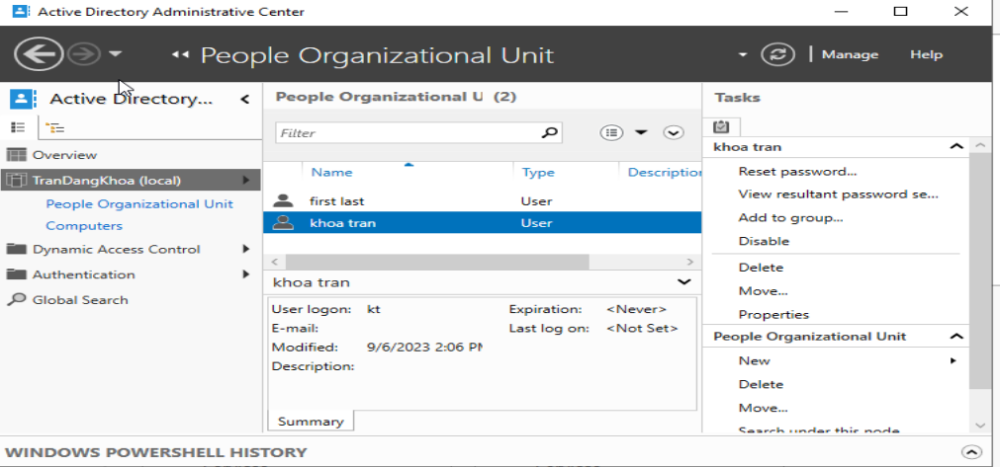 Active Directory Administrative Center
People Organizational Unit
Manage
Help
Active Directory...
Overview
TranDangKhoa (local)
People Organizational Unit
Computers
Dynamic Access Control
Authentication
Global Search
People Organizational U (2)
Filter
Name Type Descriptio
first last User
khoa tran User
khoa tran
User logon: kt Expiration: <Never>
E-mail: Last log on: <Not Set>
Modified: 9/6/2023 2:06 PM
Description:
Summary
Tasks
khoa tran
Reset password...
View resultant password se...
Add to group...
Disable
Delete
Move...
Properties
People Organizational Unit
New
Delete
Move...
Search under this node
WINDOWS POWERSHELL HISTORY